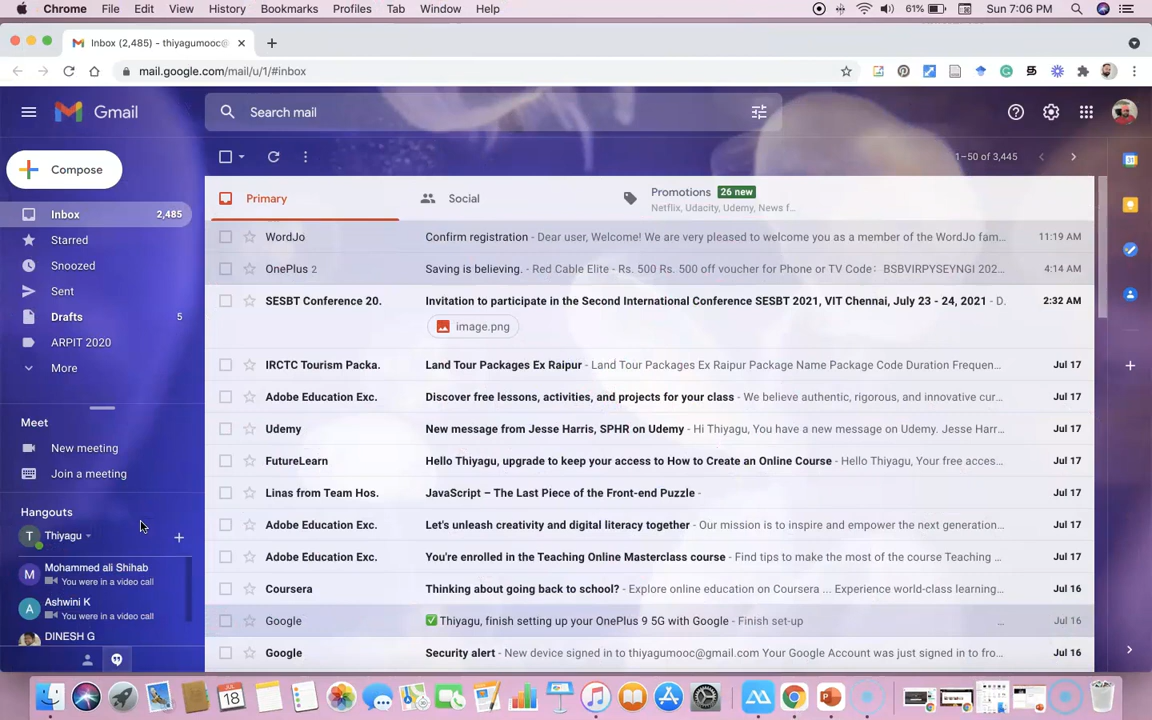 Chrome File Edit View History Bookmarks Profiles Tab Window Help 61% Sun 7:06 PM
Inbox (2,485) - thiyagumooc@
mail.google.com/mail/u/1/#inbox
Gmail Search mail
Compose 1–50 of 3,445
Primary Social Promotions 26 new
Netflix, Udacity, Udemy, News f...
Inbox 2,485
Starred
Snoozed
Sent
Drafts 5
ARPIT 2020
More
Meet
New meeting
Join a meeting
Hangouts
T Thiyagu
M Mohammed ali Shihab
You were in a video call
A Ashwini K
You were in a video call
DINESH G
WordJo Confirm registration - Dear user, Welcome! We are very pleased to welcome you as a member of the WordJo fam... 11:19 AM
OnePlus 2 Saving is believing. - Red Cable Elite - Rs. 500 Rs. 500 off voucher for Phone or TV Code: BSBVIRPYSEYNGI 202... 4:14 AM
SESBT Conference 20. Invitation to participate in the Second International Conference SESBT 2021, VIT Chennai, July 23 - 24, 2021 - D. 2:32 AM
image.png
IRCTC Tourism Packa. Land Tour Packages Ex Raipur - Land Tour Packages Ex Raipur Package Name Package Code Duration Frequen... Jul 17
Adobe Education Exc. Discover free lessons, activities, and projects for your class - We believe authentic, rigorous, and innovative cur... Jul 17
Udemy New message from Jesse Harris, SPHR on Udemy - Hi Thiyagu, You have a new message on Udemy. Jesse Harr... Jul 17
FutureLearn Hello Thiyagu, upgrade to keep your access to How to Create an Online Course - Hello Thiyagu, Your free acces... Jul 17
Linas from Team Hos. JavaScript – The Last Piece of the Front-end Puzzle - Jul 17
Adobe Education Exc. Let's unleash creativity and digital literacy together - Our mission is to inspire and empower the next generation... Jul 17
Adobe Education Exc. You're enrolled in the Teaching Online Masterclass course - Find tips to make the most of the course Teaching ... Jul 17
Coursera Thinking about going back to school? - Explore online education on Coursera ... Experience world-class learning... Jul 16
Google ✅ Thiyagu, finish setting up your OnePlus 9 5G with Google - Finish set-up ... Jul 16
Google Security alert - New device signed in to thiyagumooc@gmail.com Your Google Account was just signed in to fro... Jul 16